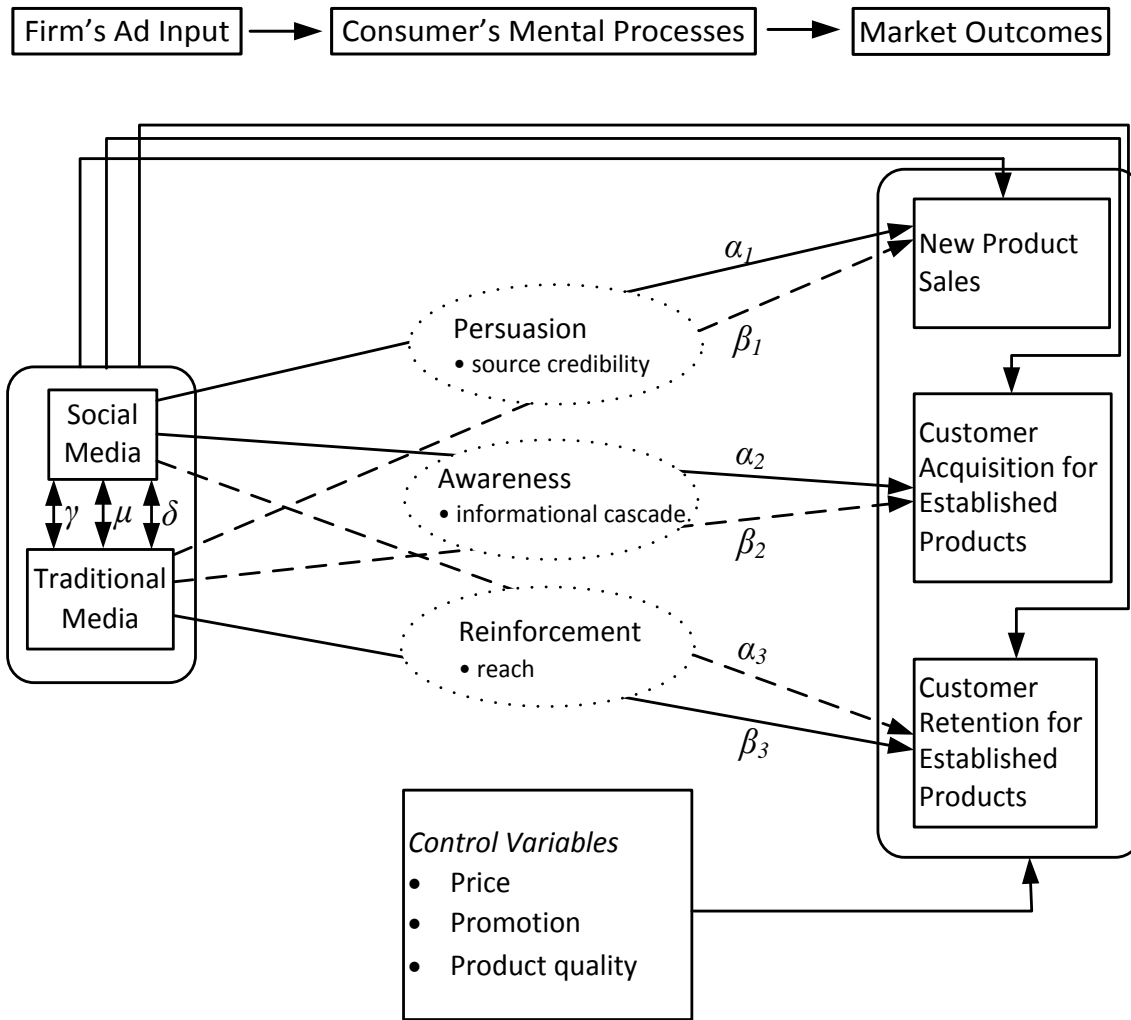 Firm's Ad Input
Consumer's Mental Processes
Market Outcomes
New Product
Sales
α1
Persuasion
• source credibility
β1
Social
Media
Customer
Acquisition for
Established
Products
α2
Awareness
• informational cascade
β2
γ μ δ
Traditional
Media
Reinforcement
• reach
α3
β3
Customer
Retention for
Established
Products
Control Variables
• Price
• Promotion
• Product quality